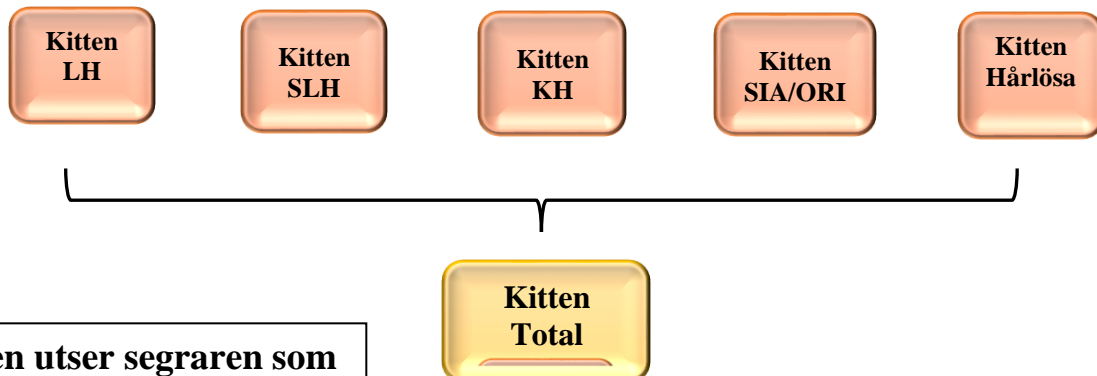 Kitten
LH
Kitten
SLH
Kitten
KH
Kitten
SIA/ORI
Kitten
Hårlösa
Kitten
Total
en utser segraren som